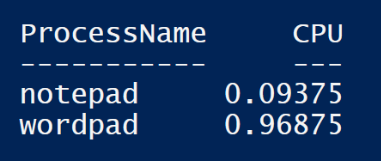 ProcessName     CPU
-----------     ---
notepad     0.09375
wordpad     0.96875